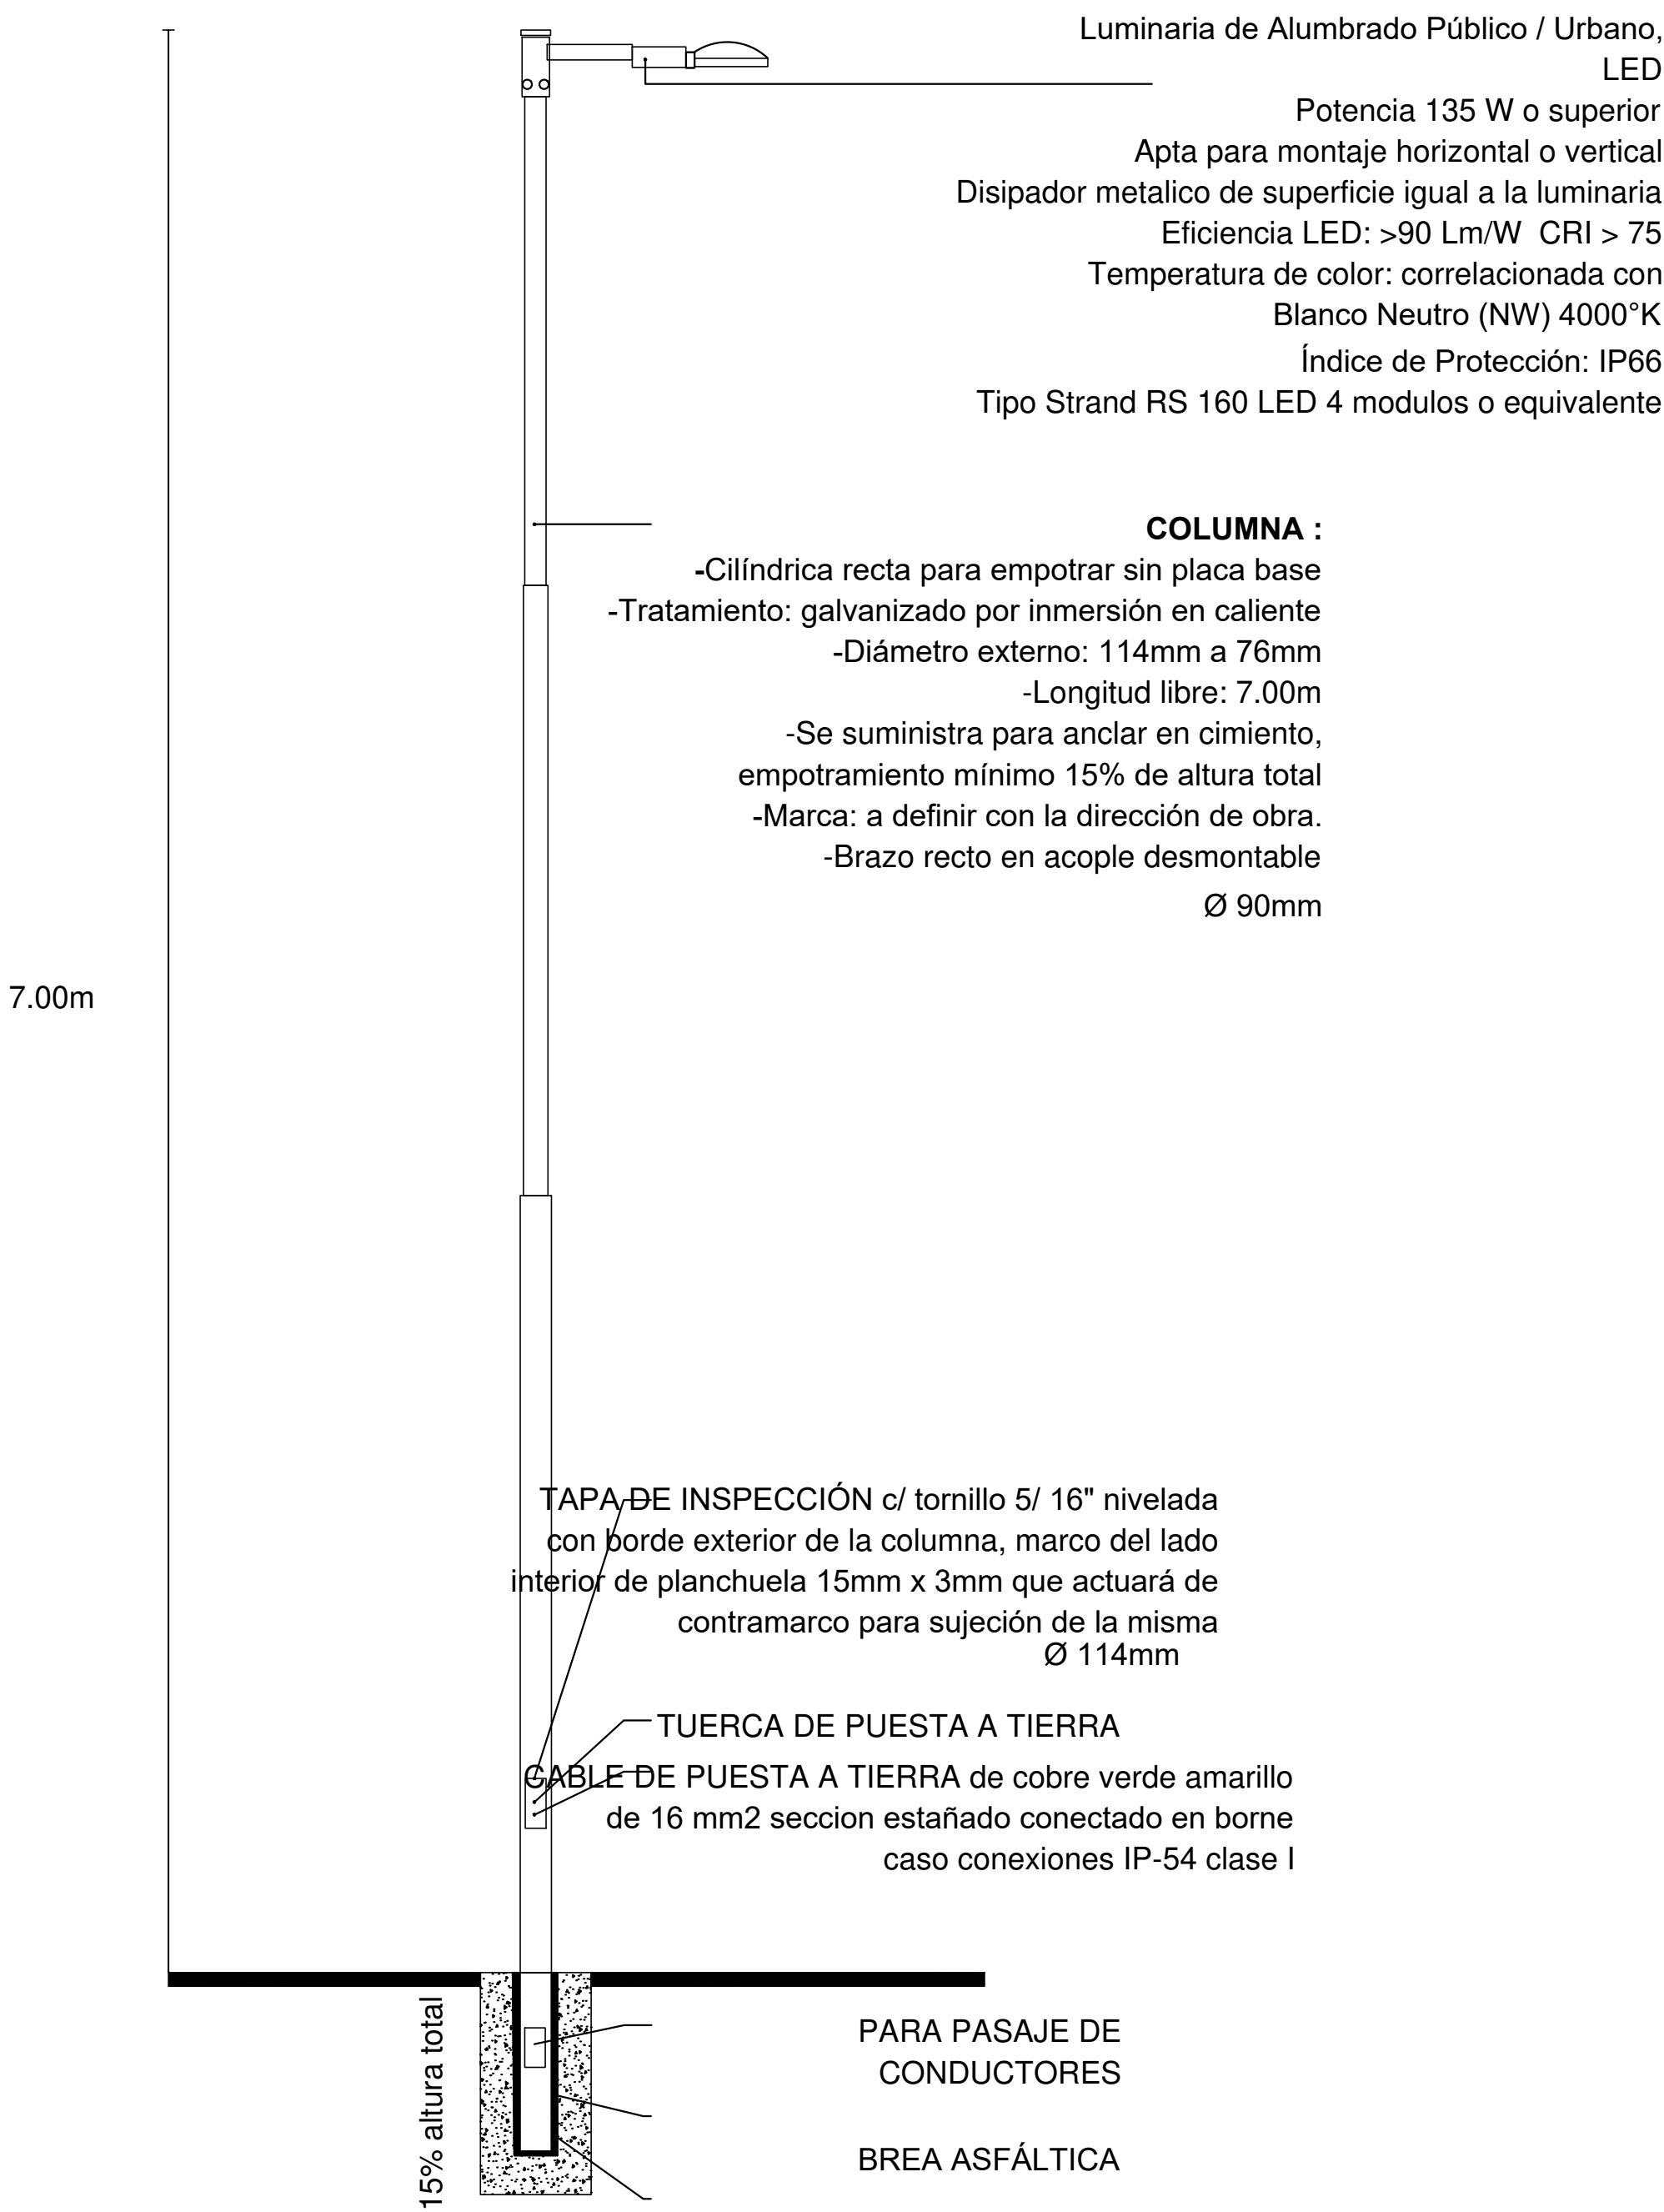 Luminaria de Alumbrado Público / Urbano,
LED
Potencia 135 W o superior
Apta para montaje horizontal o vertical
Disipador metalico de superficie igual a la luminaria
Eficiencia LED: >90 Lm/W  CRI > 75
Temperatura de color: correlacionada con
Blanco Neutro (NW) 4000°K
Índice de Protección: IP66
Tipo Strand RS 160 LED 4 modulos o equivalente
COLUMNA :
-Cilíndrica recta para empotrar sin placa base
-Tratamiento: galvanizado por inmersión en caliente
-Diámetro externo: 114mm a 76mm
-Longitud libre: 7.00m
-Se suministra para anclar en cimiento,
empotramiento mínimo 15% de altura total
-Marca: a definir con la dirección de obra.
-Brazo recto en acople desmontable
Ø 90mm
7.00m
TAPA DE INSPECCIÓN c/ tornillo 5/ 16" nivelada
con borde exterior de la columna, marco del lado
interior de planchuela 15mm x 3mm que actuará de
contramarco para sujeción de la misma
Ø 114mm
TUERCA DE PUESTA A TIERRA
CABLE DE PUESTA A TIERRA de cobre verde amarillo
de 16 mm2 seccion estañado conectado en borne
caso conexiones IP-54 clase I
15% altura total
PARA PASAJE DE
CONDUCTORES
BREA ASFÁLTICA